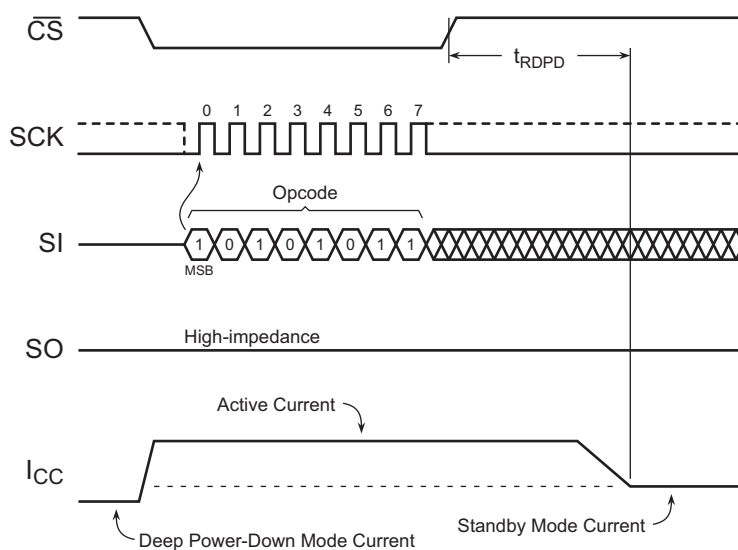 CS
tRDPD
0 1 2 3 4 5 6 7
SCK
Opcode
SI
1 0 1 0 1 0 1 1
MSB
High-impedance
SO
Active Current
ICC
Standby Mode Current
Deep Power-Down Mode Current